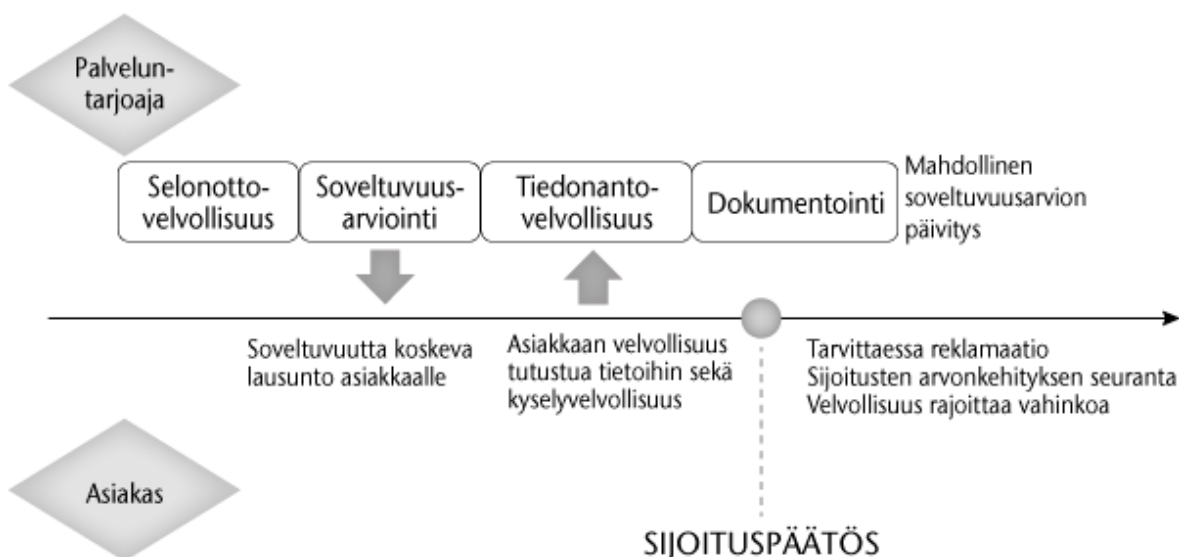 Palvelun-
tarjoaja
Selonotto-
velvollisuus
Soveltuvuus-
arviointi
Tiedonanto-
velvollisuus
Dokumentointi
Mahdollinen
soveltuvuusarvion
päivitys
Soveltuvuutta koskeva
lausunto asiakkaalle
Asiakkaan velvollisuus
tutustua tietoihin sekä
kyselyvelvollisuus
Tarvittaessa reklamaatio
Sijoitusten arvonkehityksen seuranta
Velvollisuus rajoittaa vahinkoa
Asiakas
SIJOITUSPÄÄTÖS